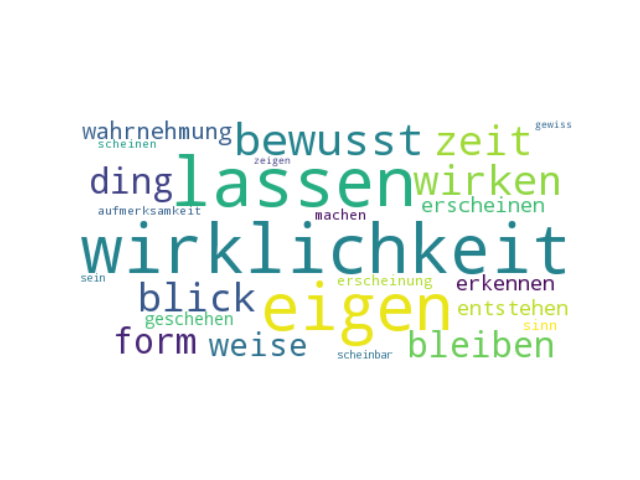 gewiss
wahrnehmung bewusst zeit
scheinen
zeigen
ding lassen wirken
erscheinen
aufmerksamkeit
machen
wirklichkeit
sein
erscheinung erkennen
blick eigen
entstehen
geschehen
sinn
form weise bleiben
scheinbar